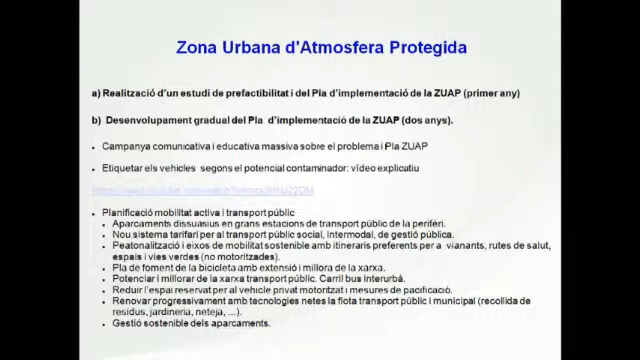 Zona Urbana d'Atmosfera Protegida
a) Realització d'un estudi de prefactibilitat i del Pla d'implementació de la ZUAP (primer any)
b) Desenvolupament gradual del Pla d'implementació de la ZUAP (dos anys).
• Campanya comunicativa i educativa massiva sobre el problema i Pla ZUAP
• Etiquetar els vehicles segons el potencial contaminador: vídeo explicatiu
• Planificació mobilitat activa i transport públic
• Aparcaments dissuasius en grans estacions de transport públic de la perifèri.
• Nou sistema tarifari per al transport públic social, intermodal, de gestió pública.
• Peatonalització i eixos de mobilitat sostenible amb itineraris preferents per a vianants, rutes de salut,
espais i vies verdes (no motoritzades).
• Pla de foment de la bicicleta amb extensió i millora de la xarxa.
• Potenciar i millorar de la xarxa transport públic. Carril bus interurbà.
• Reduir l'espai reservat per al vehicle privat motoritzat i mesures de pacificació.
• Renovar progressivament amb tecnologies netes la flota transport públic i municipal (recollida de
residus, jardineria, neteja, ...).
• Gestió sostenible dels aparcaments.